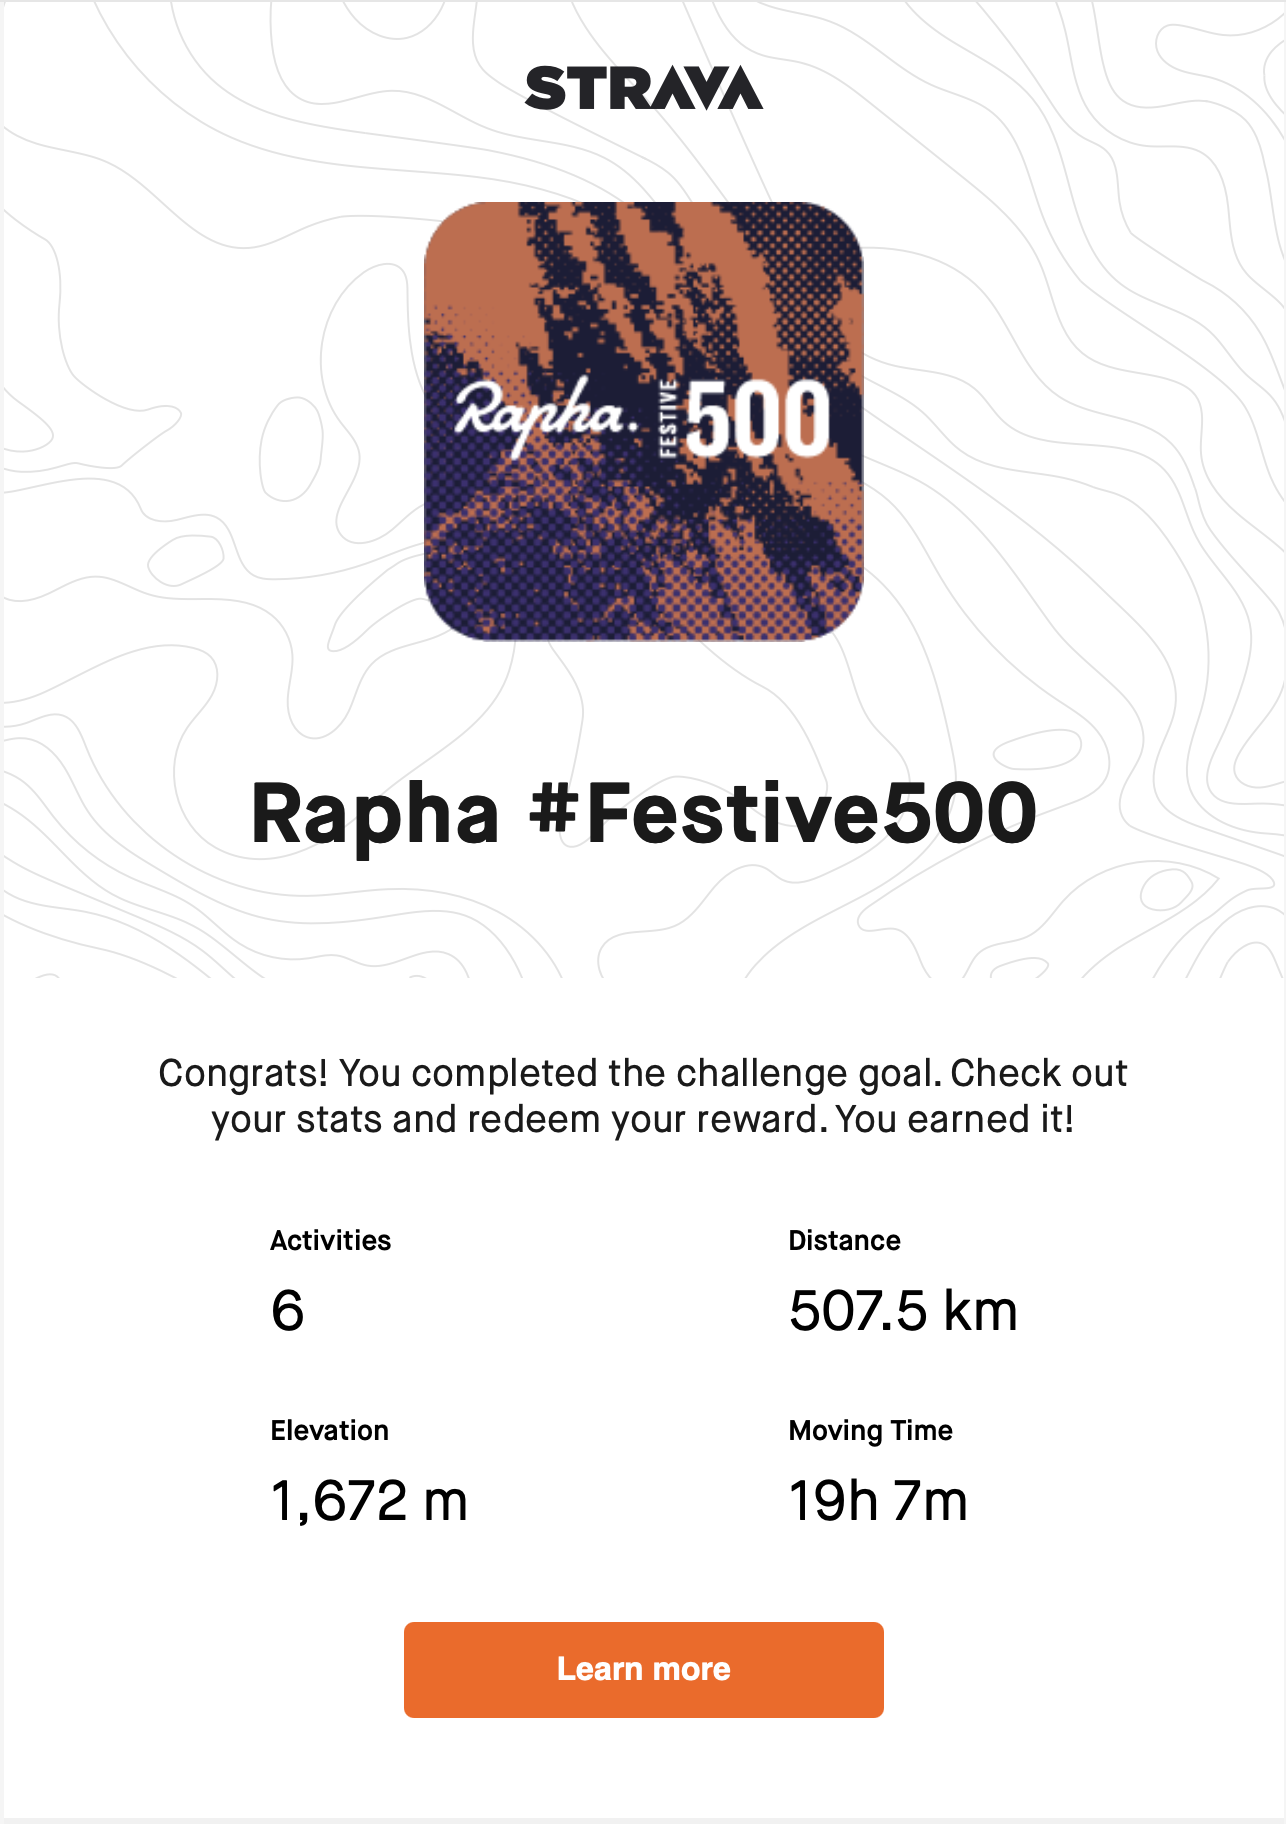 STRAVA
Rapha. FESTIVE 500
Rapha #Festive500
Congrats! You completed the challenge goal. Check out
your stats and redeem your reward. You earned it!
Activities
6
Distance
507.5 km
Elevation
1,672 m
Moving Time
19h 7m
Learn more